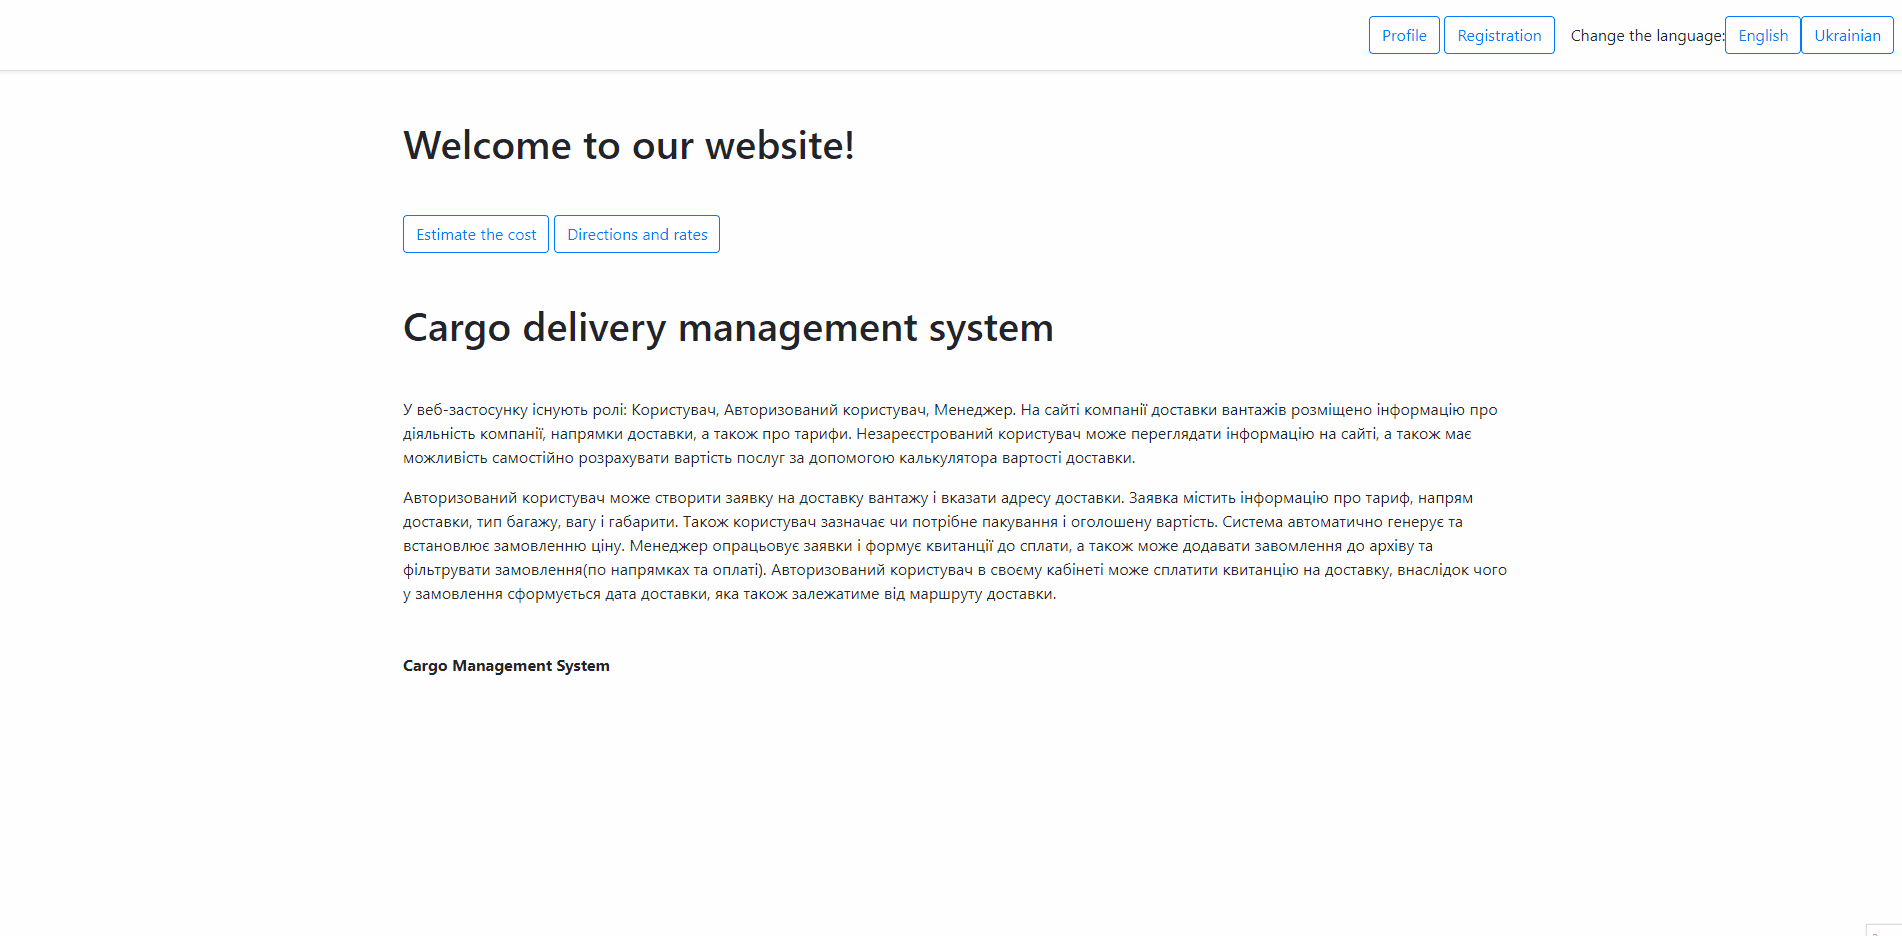 Profile Registration Change the language: English Ukrainian
Welcome to our website!
Estimate the cost Directions and rates
Cargo delivery management system
У веб-застосунку існують ролі: Користувач, Авторизований користувач, Менеджер. На сайті компанії доставки вантажів розміщено інформацію про
діяльність компанії, напрямки доставки, а також про тарифи. Незареєстрований користувач може переглядати інформацію на сайті, а також має
можливість самостійно розрахувати вартість послуг за допомогою калькулятора вартості доставки.
Авторизований користувач може створити заявку на доставку вантажу і вказати адресу доставки. Заявка містить інформацію про тариф, напрям
доставки, тип багажу, вагу і габарити. Також користувач зазначає чи потрібне пакування і оголошену вартість. Система автоматично генерує та
встановлює замовленню ціну. Менеджер опрацьовує заявки і формує квитанції до сплати, а також може додавати завомлення до архіву та
фільтрувати замовлення(по напрямках та оплаті). Авторизований користувач в своєму кабінеті може сплатити квитанцію на доставку, внаслідок чого
у замовлення сформується дата доставки, яка також залежатиме від маршруту доставки.
Cargo Management System